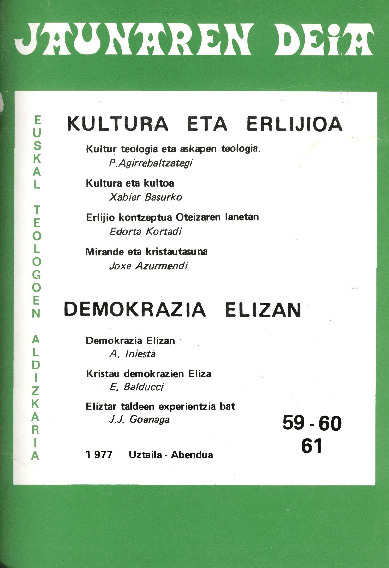 JAUNAREN DEiA
EUSKAL TEOLOGOEN ALDIZKARIA
KULTURA ETA ERLIJIOA
Kultur teologia eta askapen teologia.
P.Agirrebaltzategi
Kultura eta kultoa
Xabier Basurko
Erlijio kontzeptua Oteizaren lanetan
Edorta Kortadi
Mirande eta kristautasuna
Joxe Azurmendi
DEMOKRAZIA ELIZAN
Demokrazia Elizan
A, Iniesta
Kristau demokrazien Eliza
E, Balducci
Eliztar taldeen experientzia bat
J.J. Goenaga
59 - 60
61
1977 Uztaila - Abendua